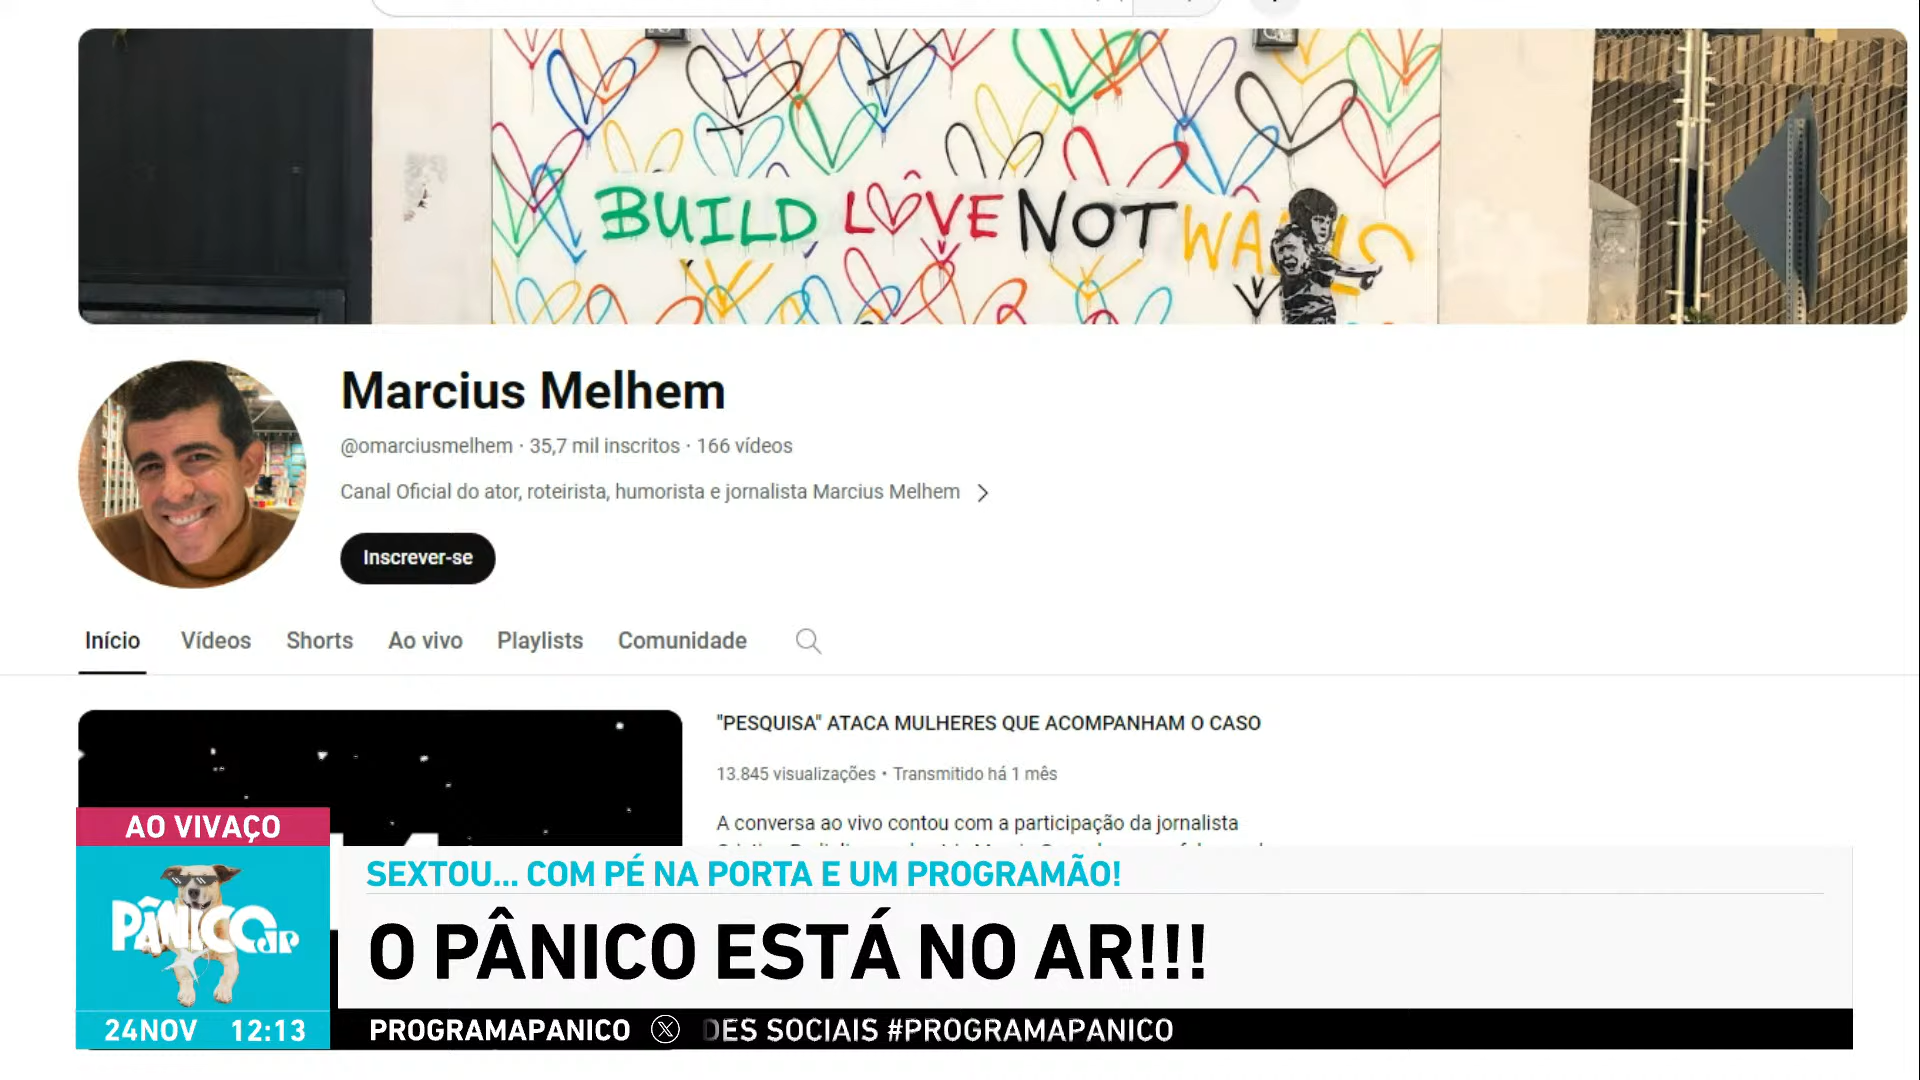 BUILD LOVE NOT WALLS
Marcius Melhem
@omarciusmelhem · 35,7 mil inscritos · 166 vídeos
Canal Oficial do ator, roteirista, humorista e jornalista Marcius Melhem
Inscrever-se
Início Vídeos Shorts Ao vivo Playlists Comunidade
"PESQUISA" ATACA MULHERES QUE ACOMPANHAM O CASO
13.845 visualizações • Transmitido há 1 mês
A conversa ao vivo contou com a participação da jornalista
AO VIVAÇO
SEXTOU... COM PÉ NA PORTA E UM PROGRAMÃO!
PÂNICO JP
O PÂNICO ESTÁ NO AR!!!
24NOV 12:13
PROGRAMAPANICO DES SOCIAIS #PROGRAMAPANICO